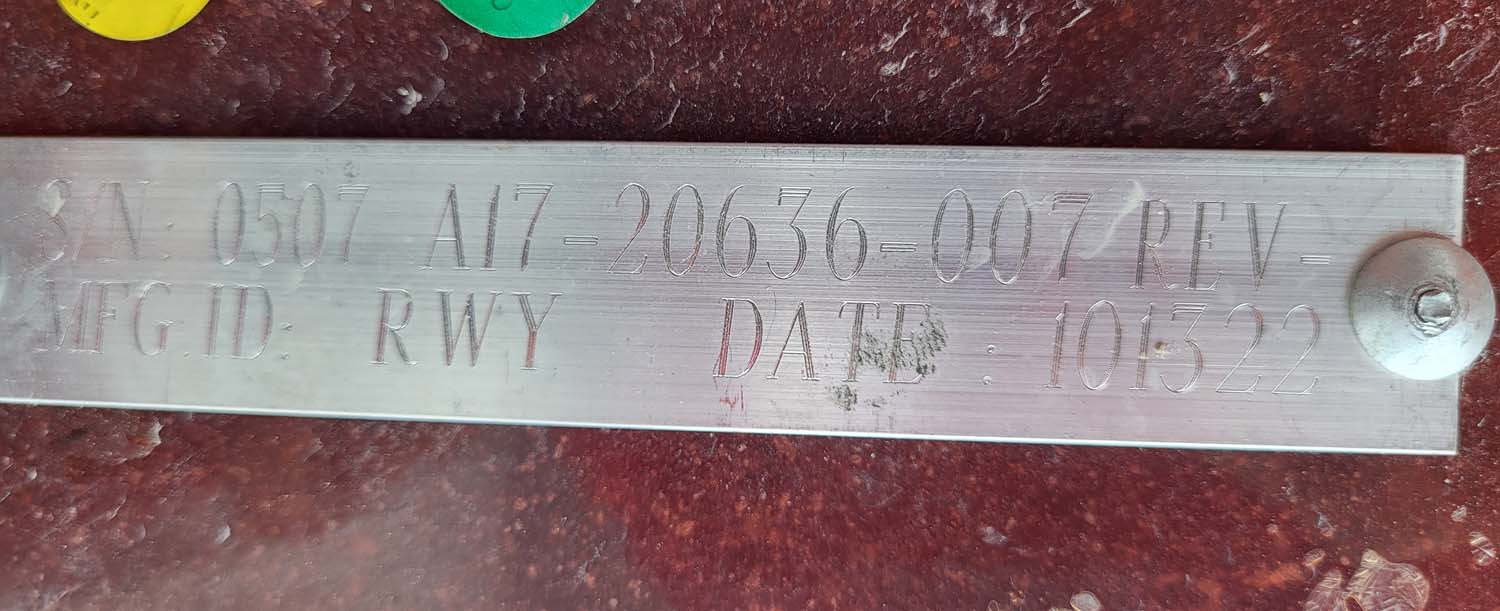 S/N: 0507 A17-20636-007 REV-
MFG.ID: RWY DATE : 101322